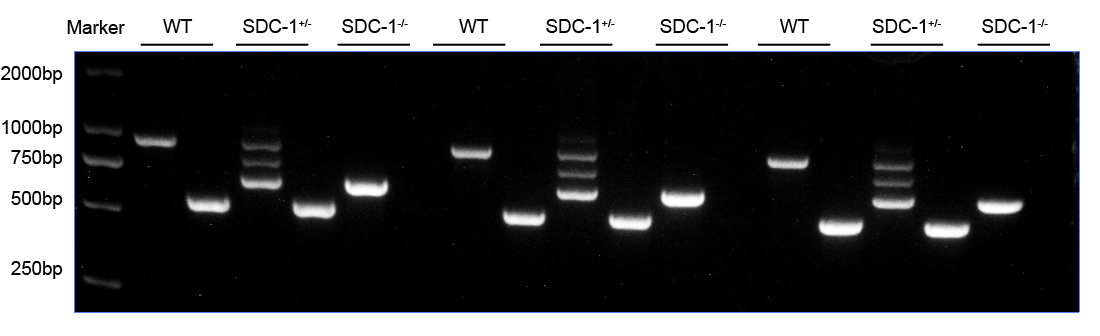 Marker WT SDC-1+/- SDC-1-/- WT SDC-1+/- SDC-1-/- WT SDC-1+/- SDC-1-/-
2000bp
1000bp
750bp
500bp
250bp